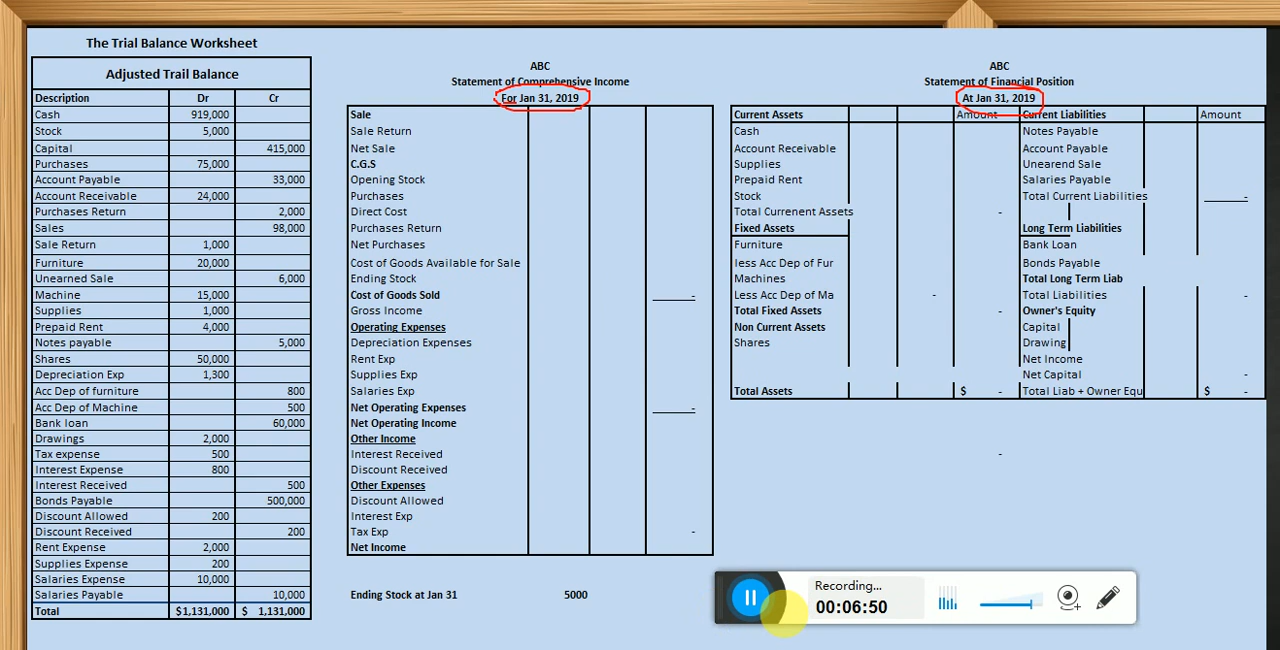 The Trial Balance Worksheet
Adjusted Trail Balance
Description Dr Cr
Cash 919,000
Stock 5,000
Capital 415,000
Purchases 75,000
Account Payable 33,000
Account Receivable 24,000
Purchases Return 2,000
Sales 98,000
Sale Return 1,000
Furniture 20,000
Unearned Sale 6,000
Machine 15,000
Supplies 1,000
Prepaid Rent 4,000
Notes payable 5,000
Shares 50,000
Depreciation Exp 1,300
Acc Dep of furniture 800
Acc Dep of Machine 500
Bank loan 60,000
Drawings 2,000
Tax expense 500
Interest Expense 800
Interest Received 500
Bonds Payable 500,000
Discount Allowed 200
Discount Received 200
Rent Expense 2,000
Supplies Expense 200
Salaries Expense 10,000
Salaries Payable 10,000
Total $1,131,000 $ 1,131,000
ABC
Statement of Comprehensive Income
For Jan 31, 2019
Sale
Sale Return
Net Sale
C.G.S
Opening Stock
Purchases
Direct Cost
Purchases Return
Net Purchases
Cost of Goods Available for Sale
Ending Stock
Cost of Goods Sold -
Gross Income
Operating Expenses
Depreciation Expenses
Rent Exp
Supplies Exp
Salaries Exp
Net Operating Expenses -
Net Operating Income
Other Income
Interest Received
Discount Received
Other Expenses
Discount Allowed
Interest Exp
Tax Exp -
Net Income
Ending Stock at Jan 31 5000
ABC
Statement of Financial Position
At Jan 31, 2019
Current Assets Amount Current Liabilities Amount
Cash Notes Payable
Account Receivable Account Payable
Supplies Unearend Sale
Prepaid Rent Salaries Payable
Stock Total Current Liabilities -
Total Currenent Assets -
Fixed Assets Long Term Liabilities
Furniture Bank Loan
less Acc Dep of Fur Bonds Payable
Machines Total Long Term Liab
Less Acc Dep of Ma - Total Liabilities -
Total Fixed Assets - Owner's Equity
Non Current Assets Capital
Shares Drawing
Net Income
Net Capital -
Total Assets $ - Total Liab + Owner Equ $ -
-
Recording...
00:06:50